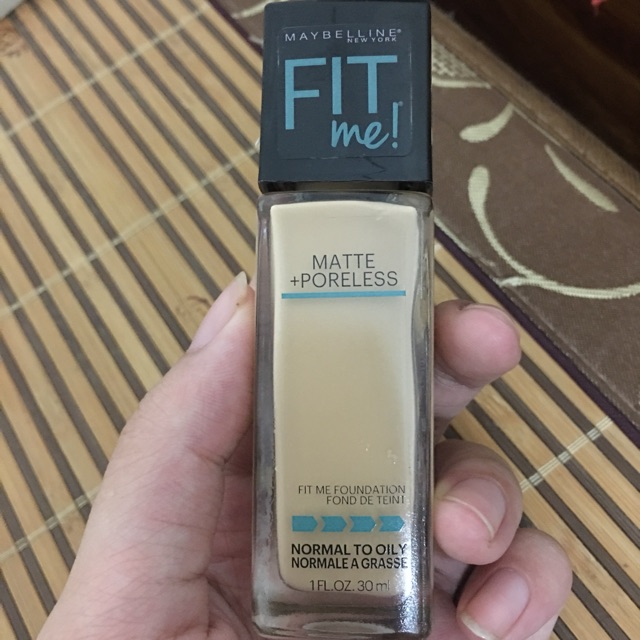 MAYBELLINE
NEW YORK
FIT
me!
MATTE
+PORELESS
FIT ME FOUNDATION
FOND DE TEINT
NORMAL TO OILY
NORMALE A GRASSE
1 FL.OZ. 30 ml